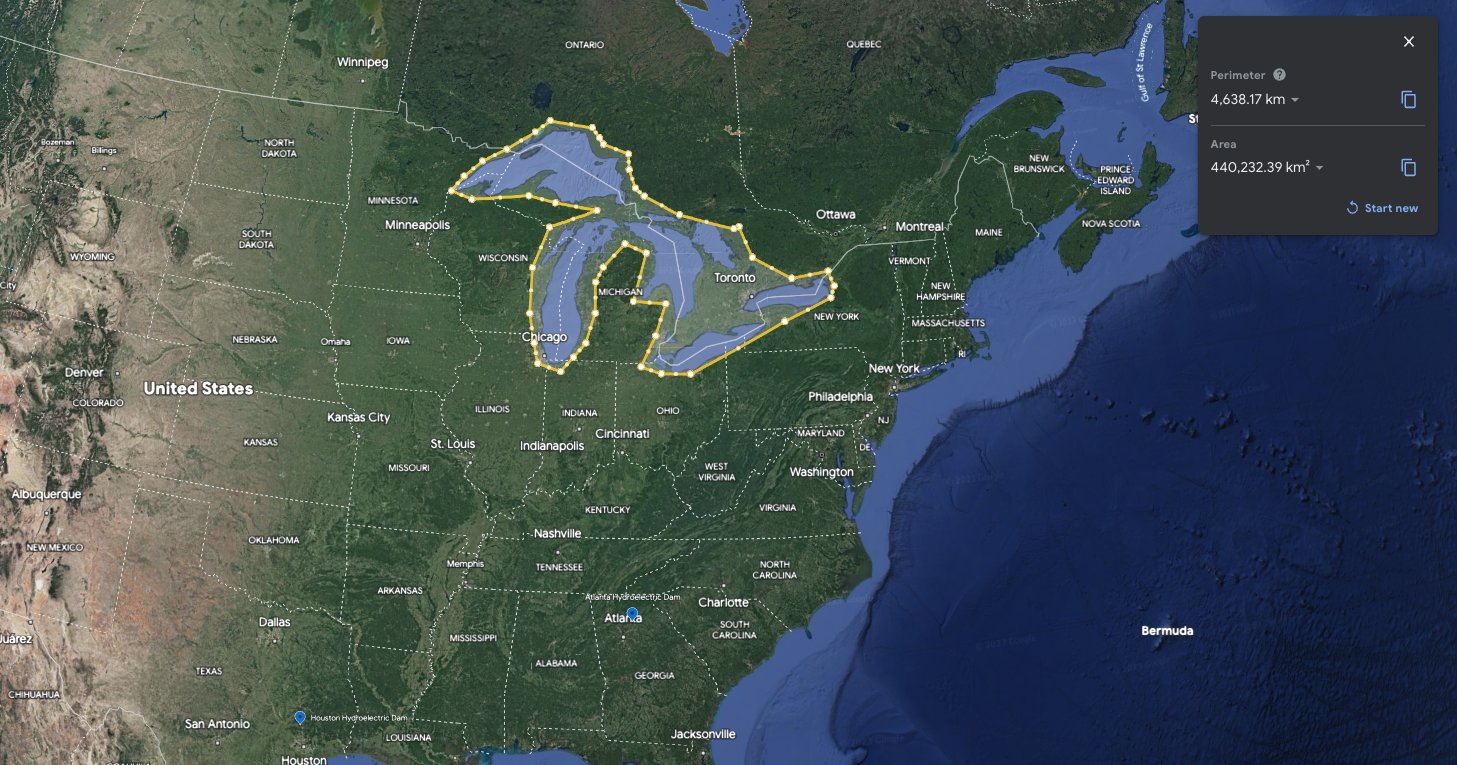 Perimeter
4,638.17 km
Area
440,232.39 km²
Start new
ONTARIO
QUEBEC
Gulf of St Lawrence
Winnipeg
St
Bozeman
Billings
NORTH
DAKOTA
NEW
BRUNSWICK
PRINCE
EDWARD
ISLAND
MINNESOTA
Minneapolis
Ottawa
Montreal
NOVA SCOTIA
MAINE
SOUTH
DAKOTA
WYOMING
WISCONSIN
VERMONT
City
Toronto
MICHIGAN
NEW
HAMPSHIRE
NEW YORK
MASSACHUSETTS
NEBRASKA
Omaha
IOWA
Chicago
RI
Denver
COLORADO
United States
New York
Philadelphia
NJ
Kansas City
ILLINOIS
INDIANA
OHIO
Cincinnati
MARYLAND
DE
KANSAS
St. Louis
Indianapolis
MISSOURI
WEST
VIRGINIA
Washington
Albuquerque
KENTUCKY
VIRGINIA
NEW MEXICO
OKLAHOMA
Nashville
Memphis
TENNESSEE
NORTH
CAROLINA
ARKANSAS
Atlanta Hydroelectric Dam
Charlotte
Atlanta
Dallas
SOUTH
CAROLINA
Bermuda
Juárez
MISSISSIPPI
TEXAS
ALABAMA
GEORGIA
CHIHUAHUA
San Antonio
Houston Hydroelectric Dam
LOUISIANA
Jacksonville
Houston